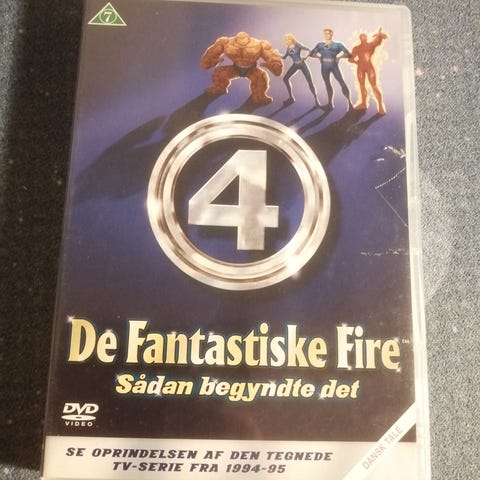 7
4
De Fantastiske Fire™
Sådan begyndte det
DVD
VIDEO
DANSK TALE
SE OPRINDELSEN AF DEN TEGNEDE
TV-SERIE FRA 1994-95